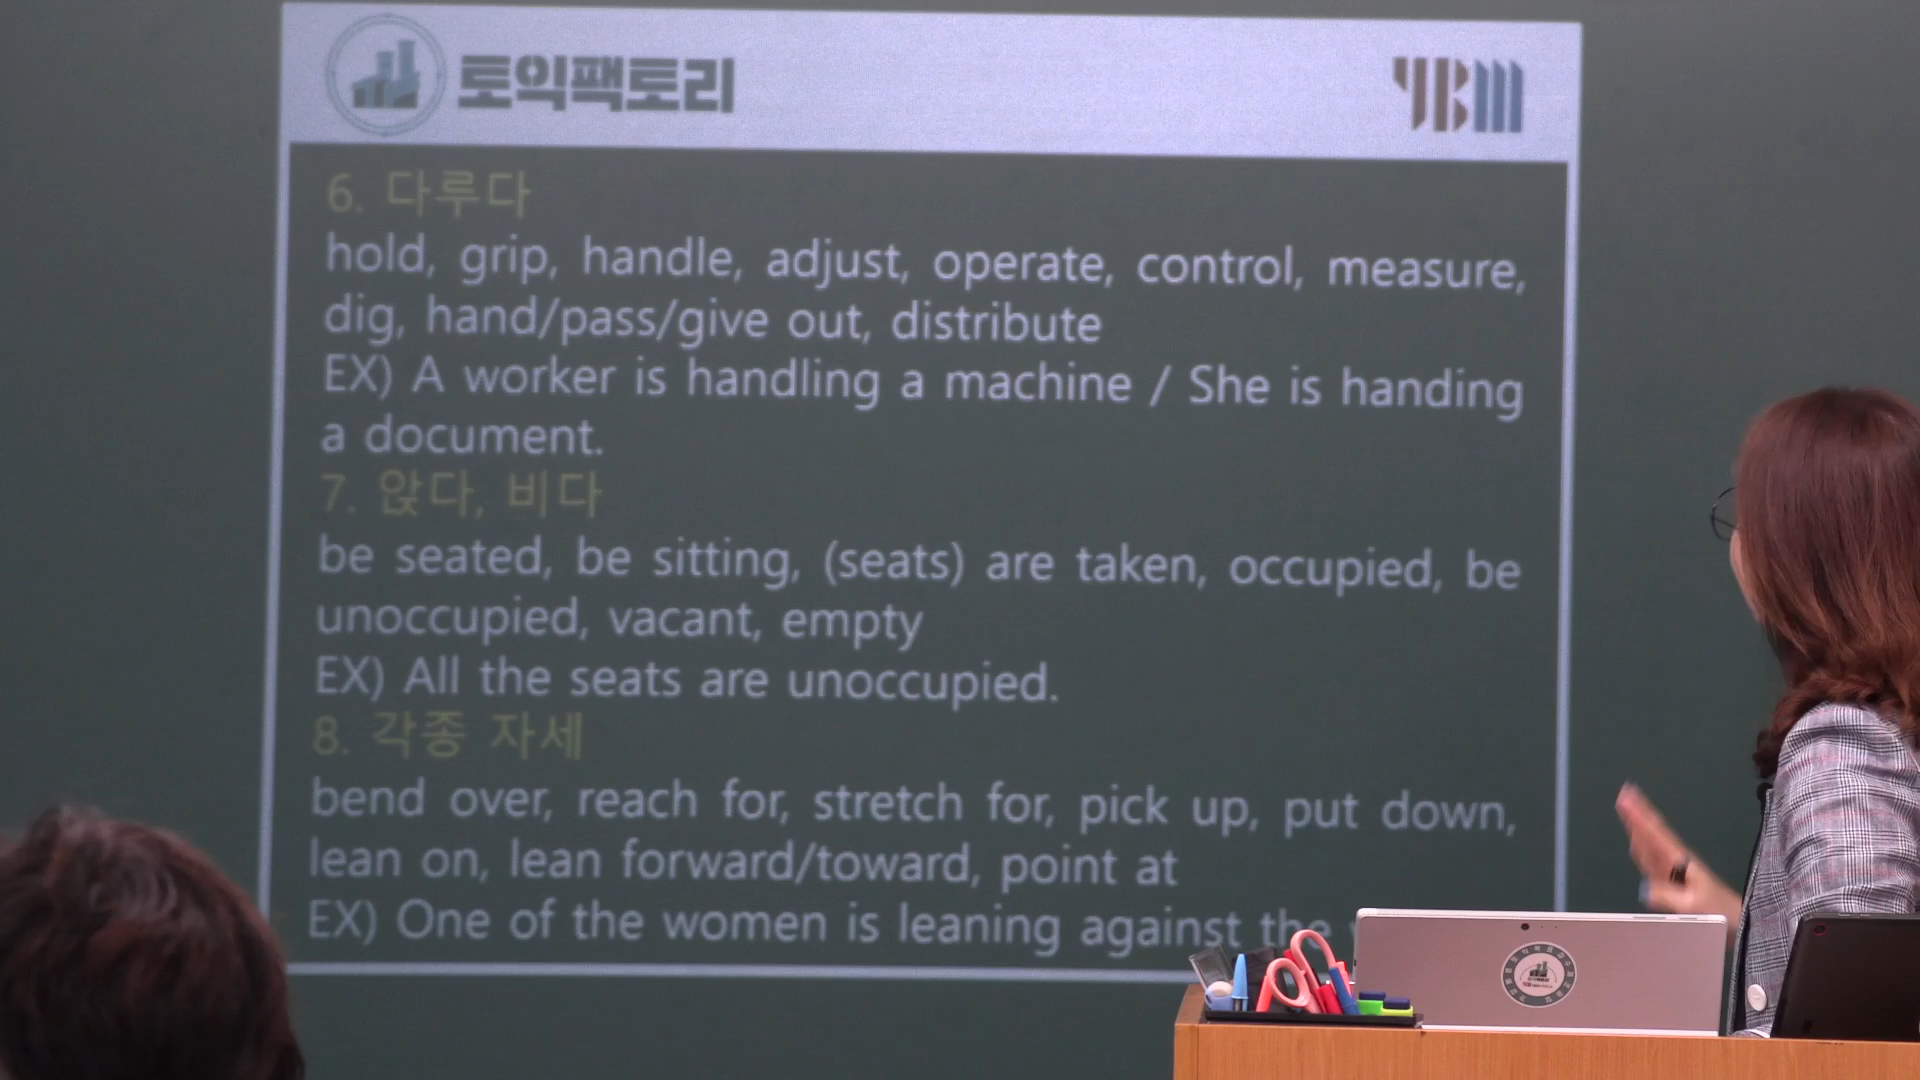 토익팩토리
YBM
6. 다루다
hold, grip, handle, adjust, operate, control, measure,
dig, hand/pass/give out, distribute
EX) A worker is handling a machine / She is handing
a document.
7. 앉다, 비다
be seated, be sitting, (seats) are taken, occupied, be
unoccupied, vacant, empty
EX) All the seats are unoccupied.
8. 각종 자세
bend over, reach for, stretch for, pick up, put down,
lean on, lean forward/toward, point at
EX) One of the women is leaning against the